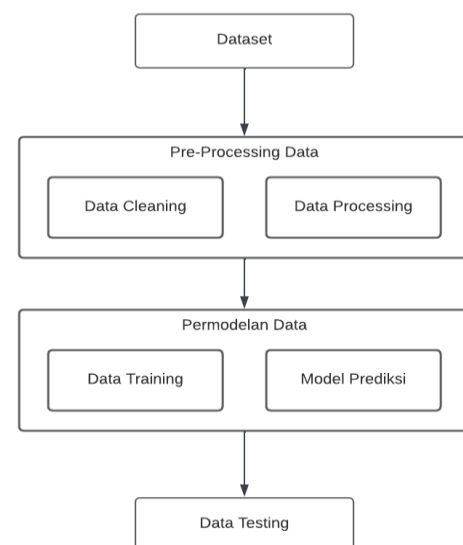 Dataset
Pre-Processing Data
Data Cleaning
Data Processing
Permodelan Data
Data Training
Model Prediksi
Data Testing